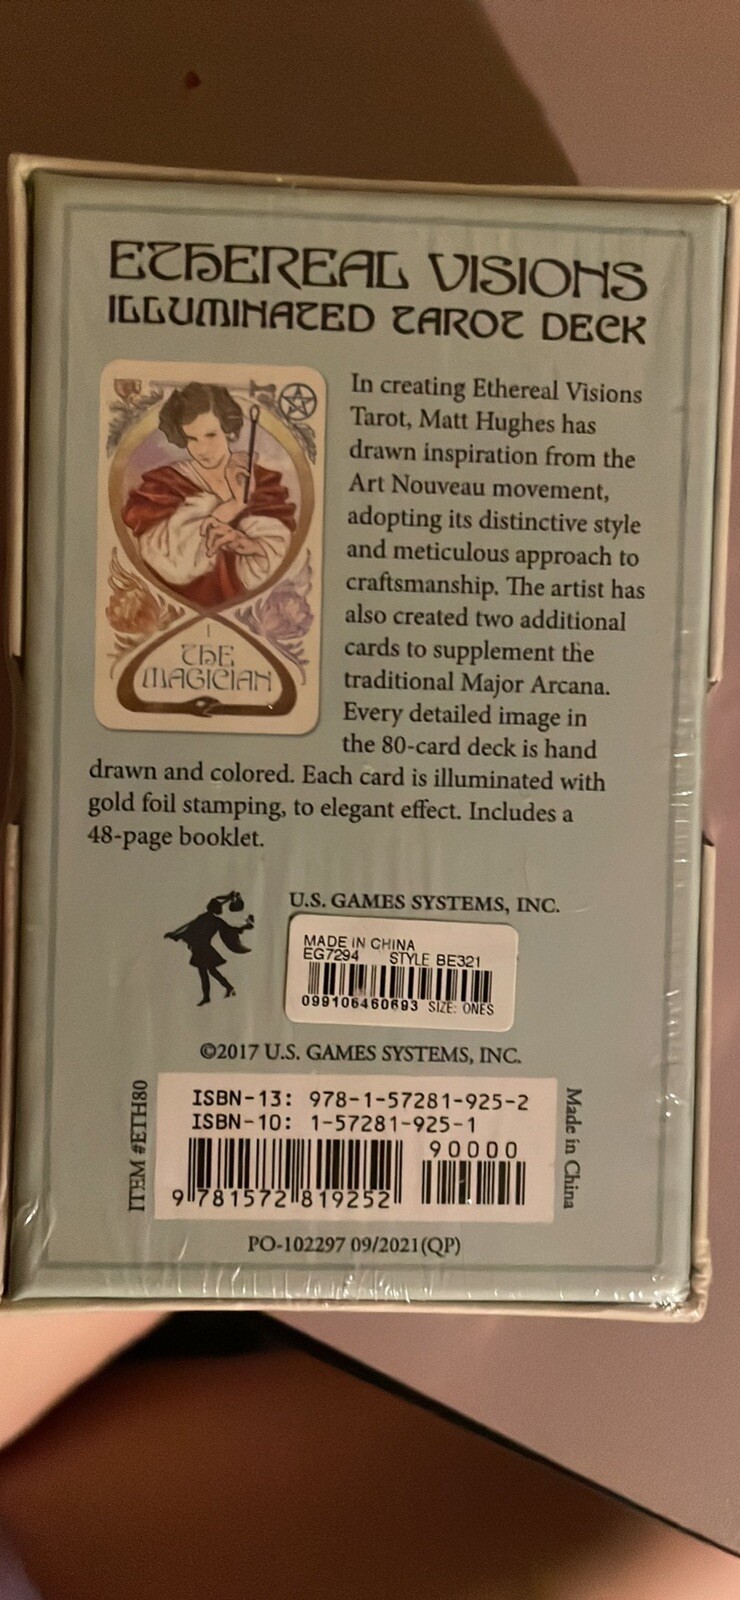 ETHEREAL VISIONS
ILLUMINATED TAROT DECK
In creating Ethereal Visions
Tarot, Matt Hughes has
drawn inspiration from the
Art Nouveau movement,
adopting its distinctive style
and meticulous approach to
craftsmanship. The artist has
also created two additional
cards to supplement the
traditional Major Arcana.
Every detailed image in
the 80-card deck is hand
drawn and colored. Each card is illuminated with
gold foil stamping, to elegant effect. Includes a
48-page booklet.
I
THE
MAGICIAN
U.S. GAMES SYSTEMS, INC.
MADE IN CHINA
EG7294 STYLE BE321
099106460693 SIZE: ONES
©2017 U.S. GAMES SYSTEMS, INC.
ITEM# ETH80
ISBN-13: 978-1-57281-925-2
ISBN-10: 1-57281-925-1
90000
9 781572 819252
Made in China
PO-102297 09/2021(QP)